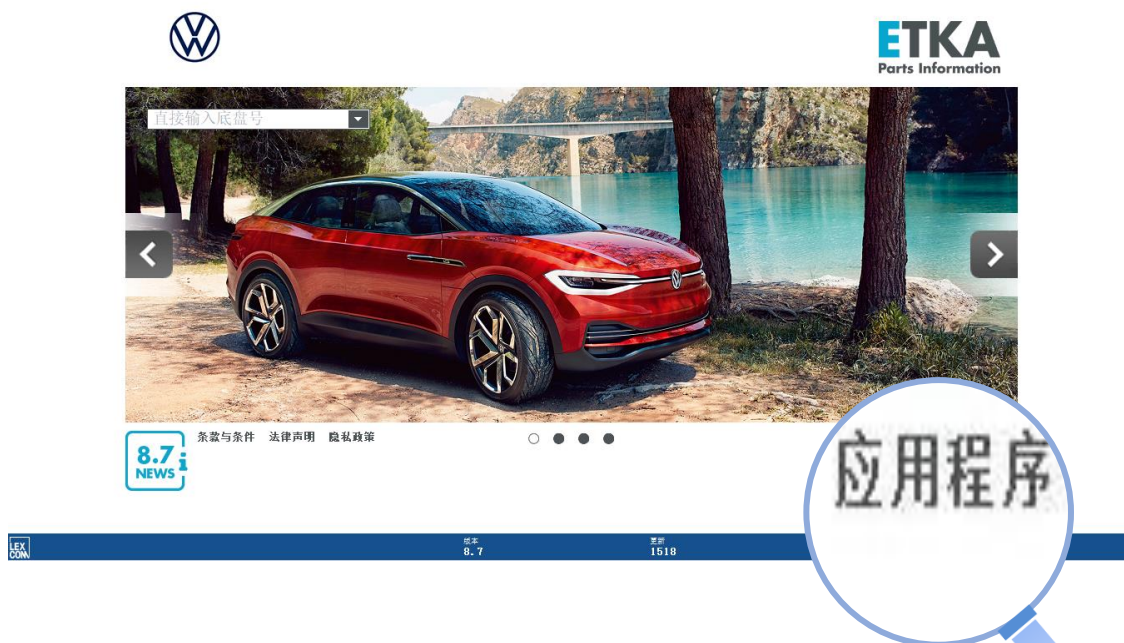 ETKA
Parts Information
直接输入底盘号
条款与条件 法律声明 隐私政策
8.7
NEWS
i
应用程序
LEX
COM
版本
8.7
更新
1518